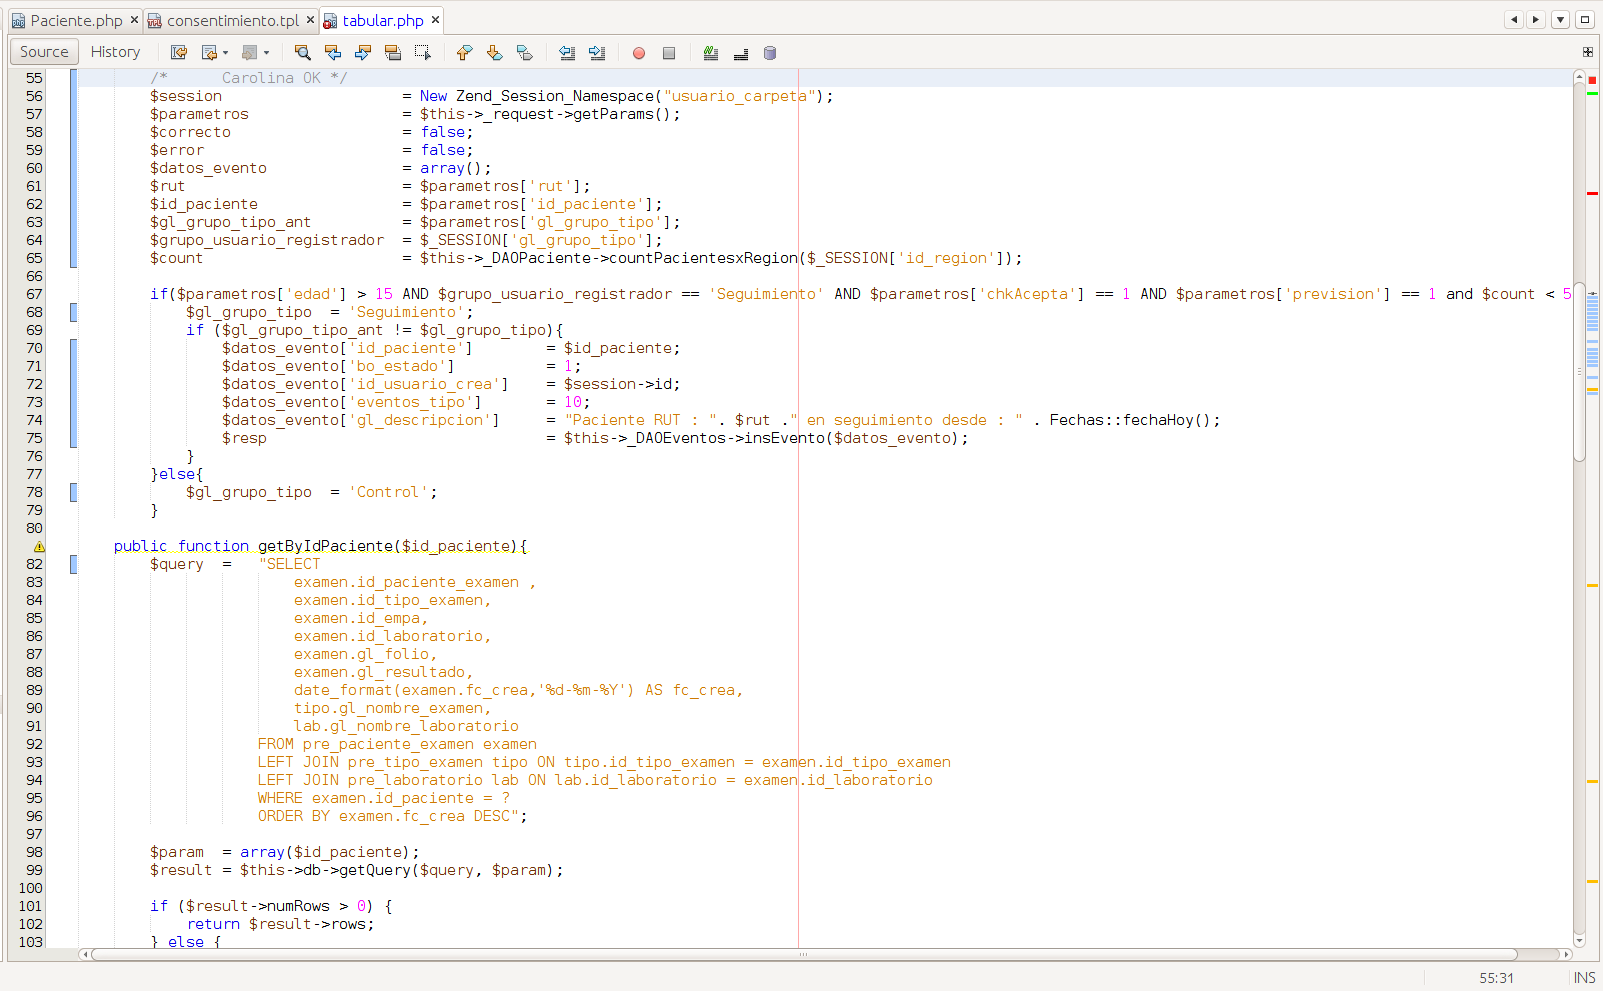 Paciente.php consentimiento.tpl tabular.php
Source History
55 /*      Carolina OK */
56 $session                    = New Zend_Session_Namespace("usuario_carpeta");
57 $parametros                 = $this->_request->getParams();
58 $correcto                   = false;
59 $error                      = false;
60 $datos_evento               = array();
61 $rut                        = $parametros['rut'];
62 $id_paciente                = $parametros['id_paciente'];
63 $gl_grupo_tipo_ant          = $parametros['gl_grupo_tipo'];
64 $grupo_usuario_registrador  = $_SESSION['gl_grupo_tipo'];
65 $count                      = $this->_DAOPaciente->countPacientesxRegion($_SESSION['id_region']);
66
67 if($parametros['edad'] > 15 AND $grupo_usuario_registrador == 'Seguimiento' AND $parametros['chkAcepta'] == 1 AND $parametros['prevision'] == 1 and $count < 5
68     $gl_grupo_tipo  = 'Seguimiento';
69     if ($gl_grupo_tipo_ant != $gl_grupo_tipo){
70         $datos_evento['id_paciente']        = $id_paciente;
71         $datos_evento['bo_estado']          = 1;
72         $datos_evento['id_usuario_crea']    = $session->id;
73         $datos_evento['eventos_tipo']       = 10;
74         $datos_evento['gl_descripcion']     = "Paciente RUT : ". $rut ." en seguimiento desde : " . Fechas::fechaHoy();
75         $resp                               = $this->_DAOEventos->insEvento($datos_evento);
76     }
77 }else{
78     $gl_grupo_tipo  = 'Control';
79 }
80
public function getByIdPaciente($id_paciente){
82 $query  =   "SELECT
83                 examen.id_paciente_examen ,
84                 examen.id_tipo_examen,
85                 examen.id_empa,
86                 examen.id_laboratorio,
87                 examen.gl_folio,
88                 examen.gl_resultado,
89                 date_format(examen.fc_crea,'%d-%m-%Y') AS fc_crea,
90                 tipo.gl_nombre_examen,
91                 lab.gl_nombre_laboratorio
92             FROM pre_paciente_examen examen
93             LEFT JOIN pre_tipo_examen tipo ON tipo.id_tipo_examen = examen.id_tipo_examen
94             LEFT JOIN pre_laboratorio lab ON lab.id_laboratorio = examen.id_laboratorio
95             WHERE examen.id_paciente = ?
96             ORDER BY examen.fc_crea DESC";
97
98 $param  = array($id_paciente);
99 $result = $this->db->getQuery($query, $param);
100
101 if ($result->numRows > 0) {
102     return $result->rows;
103 } else {
55:31 INS